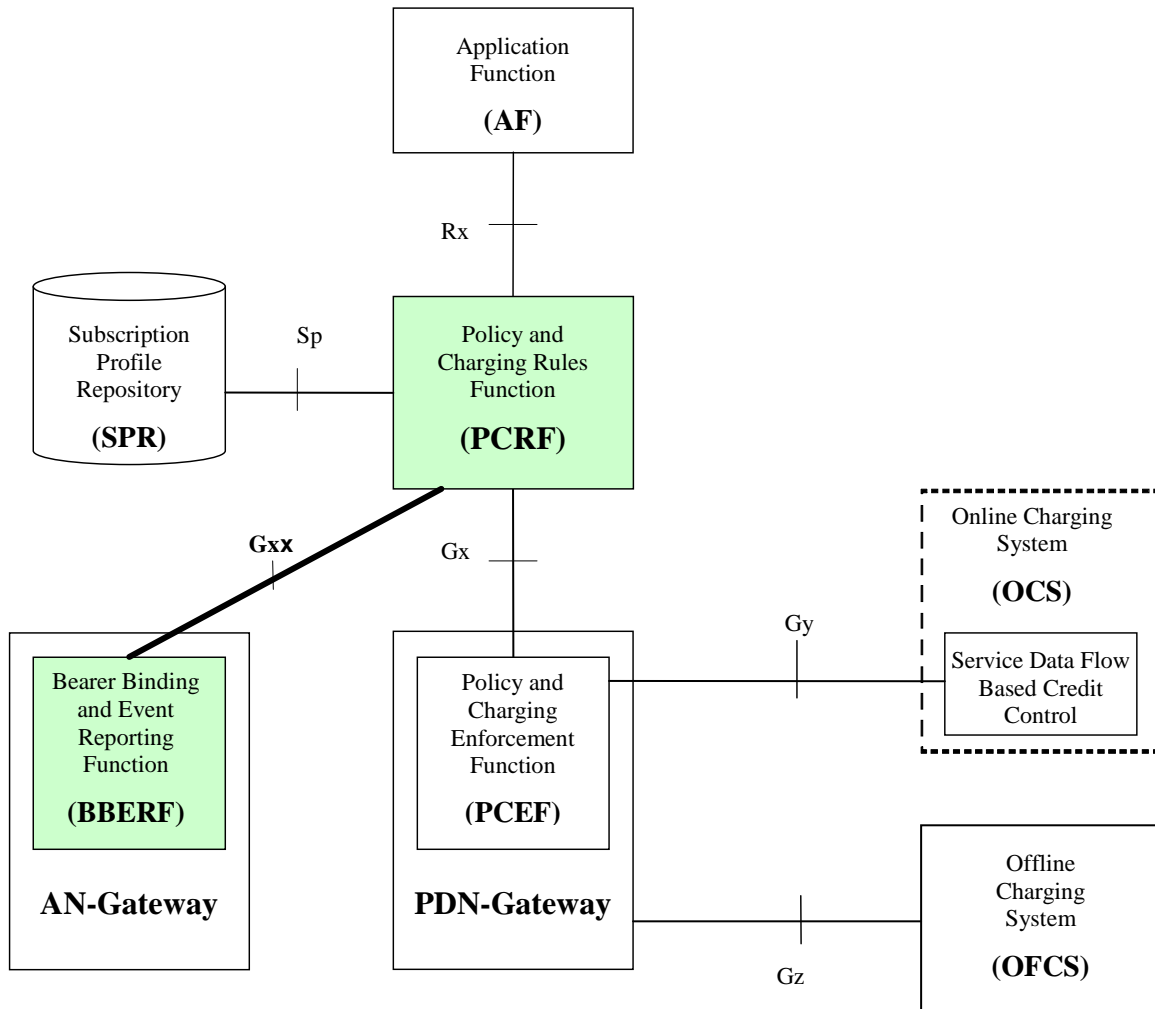 Application
Function
(AF)
Rx
Subscription
Profile
Repository
(SPR)
Sp
Policy and
Charging Rules
Function
(PCRF)
Gxx
Gx
Online Charging
System
(OCS)
Service Data Flow
Based Credit
Control
Gy
Bearer Binding
and Event
Reporting
Function
(BBERF)
AN-Gateway
Policy and
Charging
Enforcement
Function
(PCEF)
PDN-Gateway
Gz
Offline
Charging
System
(OFCS)